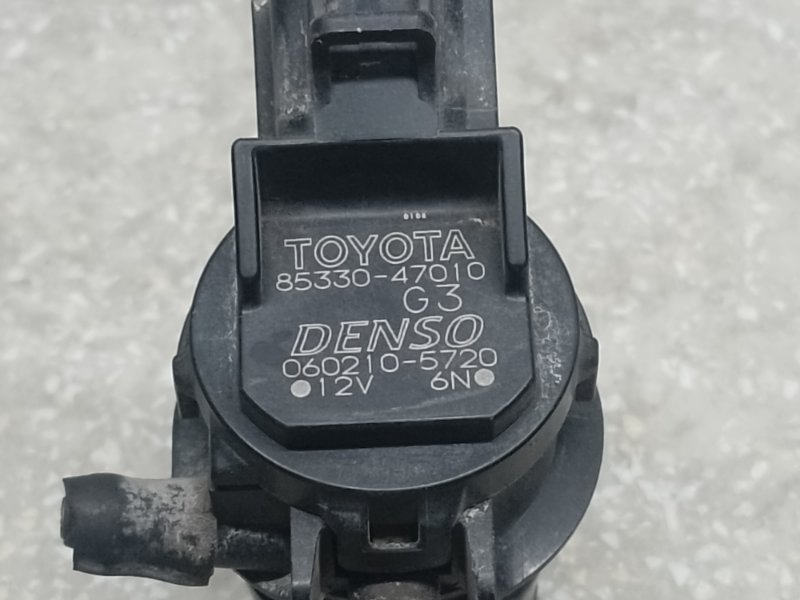 TOYOTA
85330-47010
G3
DENSO
060210-5720
12V 6N